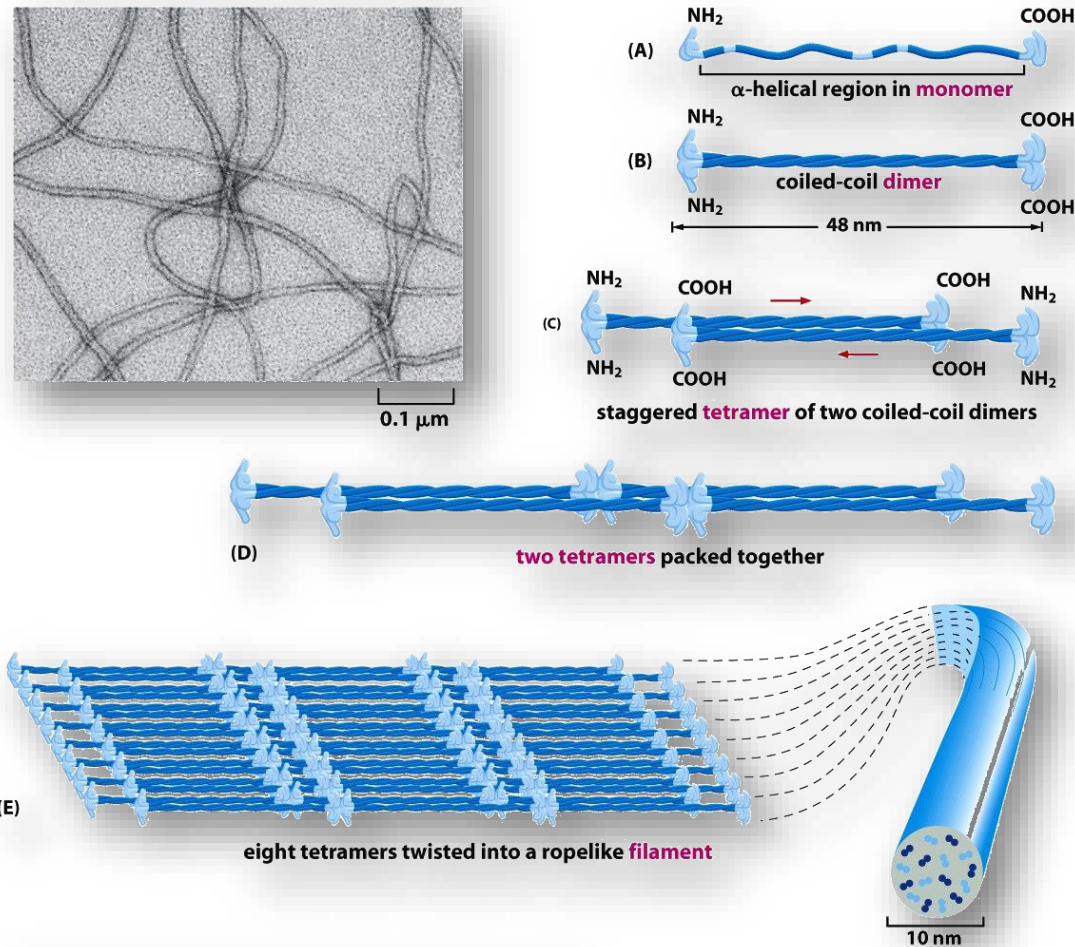 NH2
COOH
(A)
α-helical region in monomer
NH2
COOH
(B)
coiled-coil dimer
NH2
COOH
48 nm
NH2
COOH
COOH
NH2
(C)
NH2
COOH
COOH
NH2
staggered tetramer of two coiled-coil dimers
0.1 μm
(D)
two tetramers packed together
(E)
eight tetramers twisted into a ropelike filament
10 nm